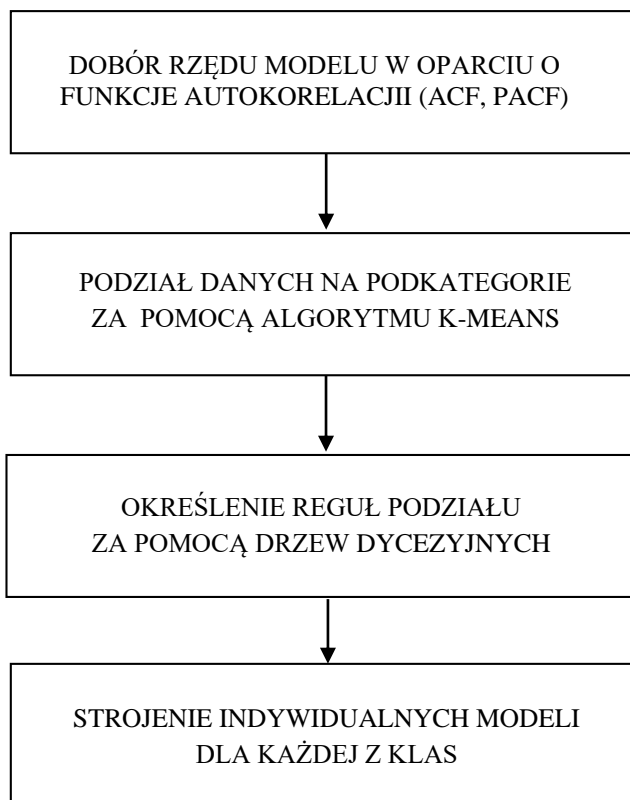 DOBÓR RZĘDU MODELU W OPARCIU O
FUNKCJE AUTOKORELACJII (ACF, PACF)
PODZIAŁ DANYCH NA PODKATEGORIE
ZA POMOCĄ ALGORYTMU K-MEANS
OKREŚLENIE REGUŁ PODZIAŁU
ZA POMOCĄ DRZEW DYCEZYJNYCH
STROJENIE INDYWIDUALNYCH MODELI
DLA KAŻDEJ Z KLAS